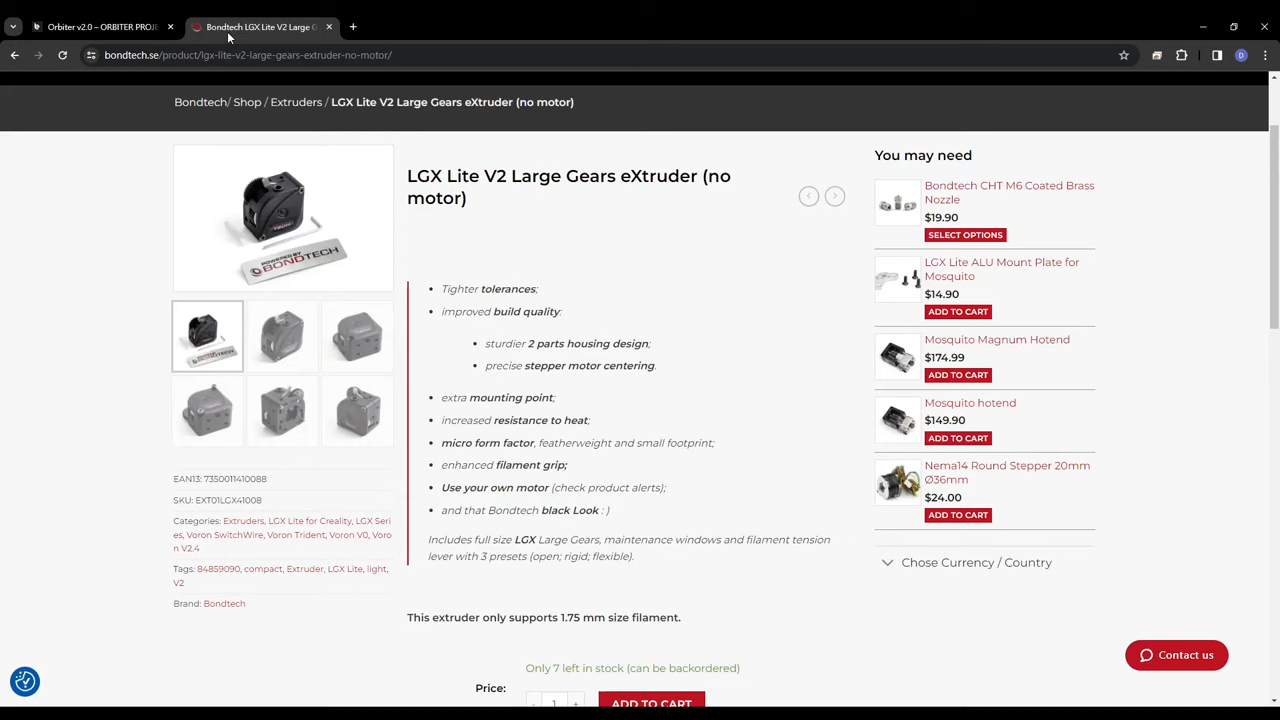 Orbiter v2.0 – ORBITER PROJE
Bondtech LGX Lite V2 Large G
bondtech.se/product/lgx-lite-v2-large-gears-extruder-no-motor/
D
Bondtech/ Shop / Extruders / LGX Lite V2 Large Gears eXtruder (no motor)
POWERED BY
BONDTECH
EAN13: 7350011410088
SKU: EXT01LGX41008
Categories: Extruders, LGX Lite for Creality, LGX Seri
es, Voron SwitchWire, Voron Trident, Voron V0, Voro
n V2.4
Tags: 84859090, compact, Extruder, LGX Lite, light,
V2
Brand: Bondtech
LGX Lite V2 Large Gears eXtruder (no
motor)
• Tighter tolerances;
• improved build quality:
• sturdier 2 parts housing design;
• precise stepper motor centering.
• extra mounting point;
• increased resistance to heat;
• micro form factor, featherweight and small footprint;
• enhanced filament grip;
• Use your own motor (check product alerts);
• and that Bondtech black Look : )
Includes full size LGX Large Gears, maintenance windows and filament tension
lever with 3 presets (open; rigid; flexible).
This extruder only supports 1.75 mm size filament.
Only 7 left in stock (can be backordered)
Price:
- 1 +
ADD TO CART
You may need
Bondtech CHT M6 Coated Brass
Nozzle
$19.90
SELECT OPTIONS
LGX Lite ALU Mount Plate for
Mosquito
$14.90
ADD TO CART
Mosquito Magnum Hotend
$174.99
ADD TO CART
Mosquito hotend
$149.90
ADD TO CART
Nema14 Round Stepper 20mm
Ø36mm
$24.00
ADD TO CART
Chose Currency / Country
Contact us